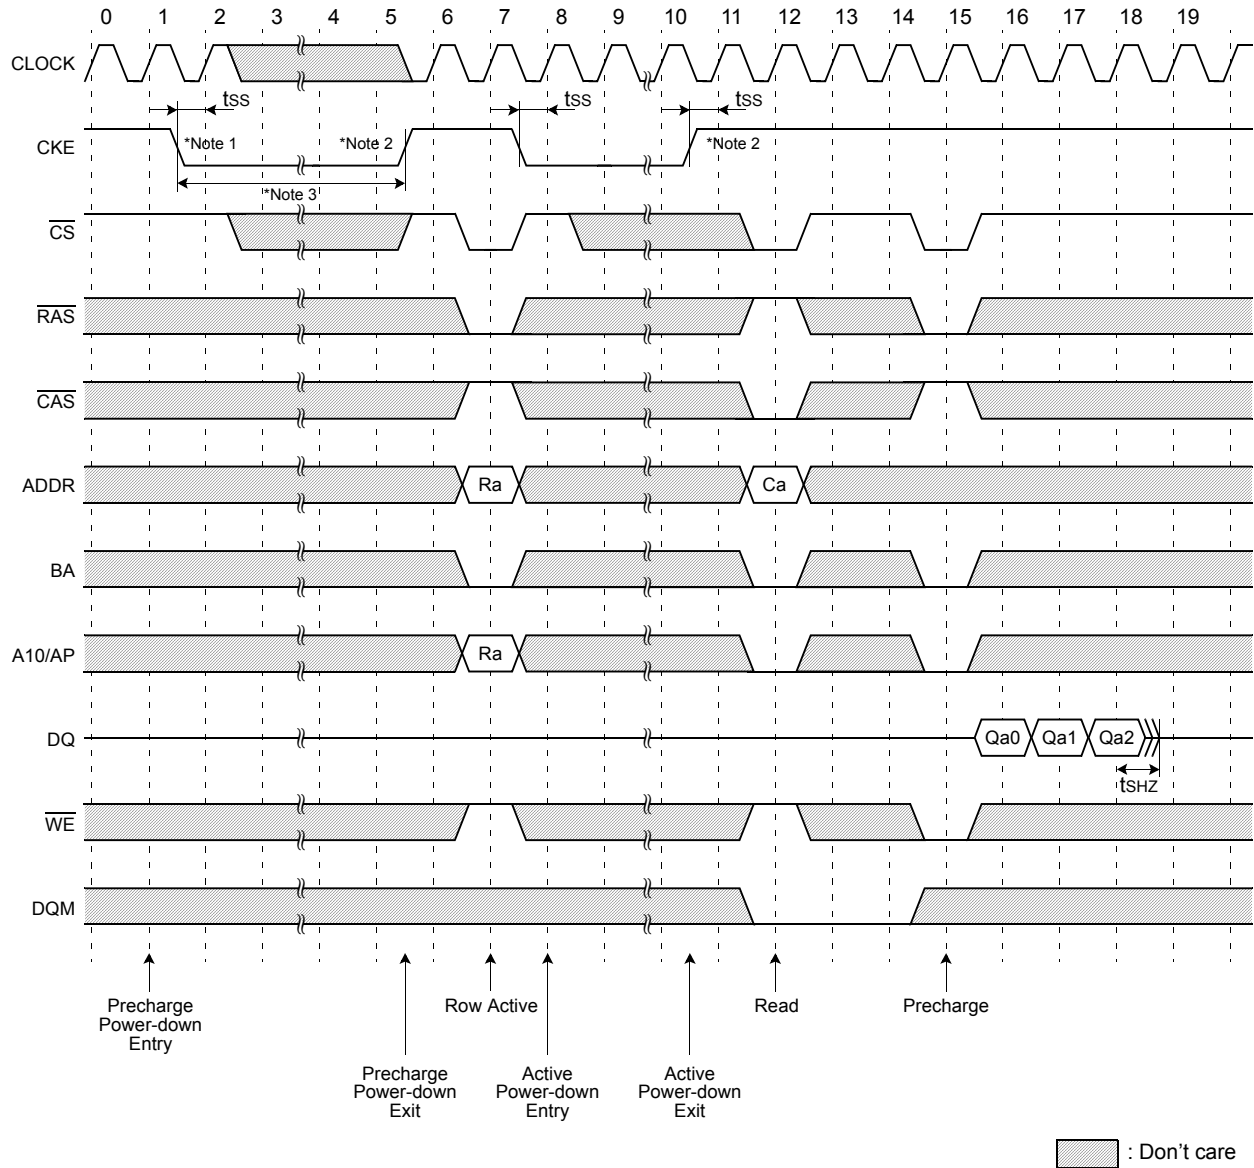 0 1 2 3 4 5 6 7 8 9 10 11 12 13 14 15 16 17 18 19
CLOCK
tSS tSS tSS
CKE *Note 1 *Note 2 *Note 2
*Note 3
CS
RAS
CAS
ADDR Ra Ca
BA
A10/AP Ra
DQ Qa0 Qa1 Qa2
tSHZ
WE
DQM
Precharge
Power-down
Entry
Row Active
Read
Precharge
Precharge
Power-down
Exit
Active
Power-down
Entry
Active
Power-down
Exit
: Don't care